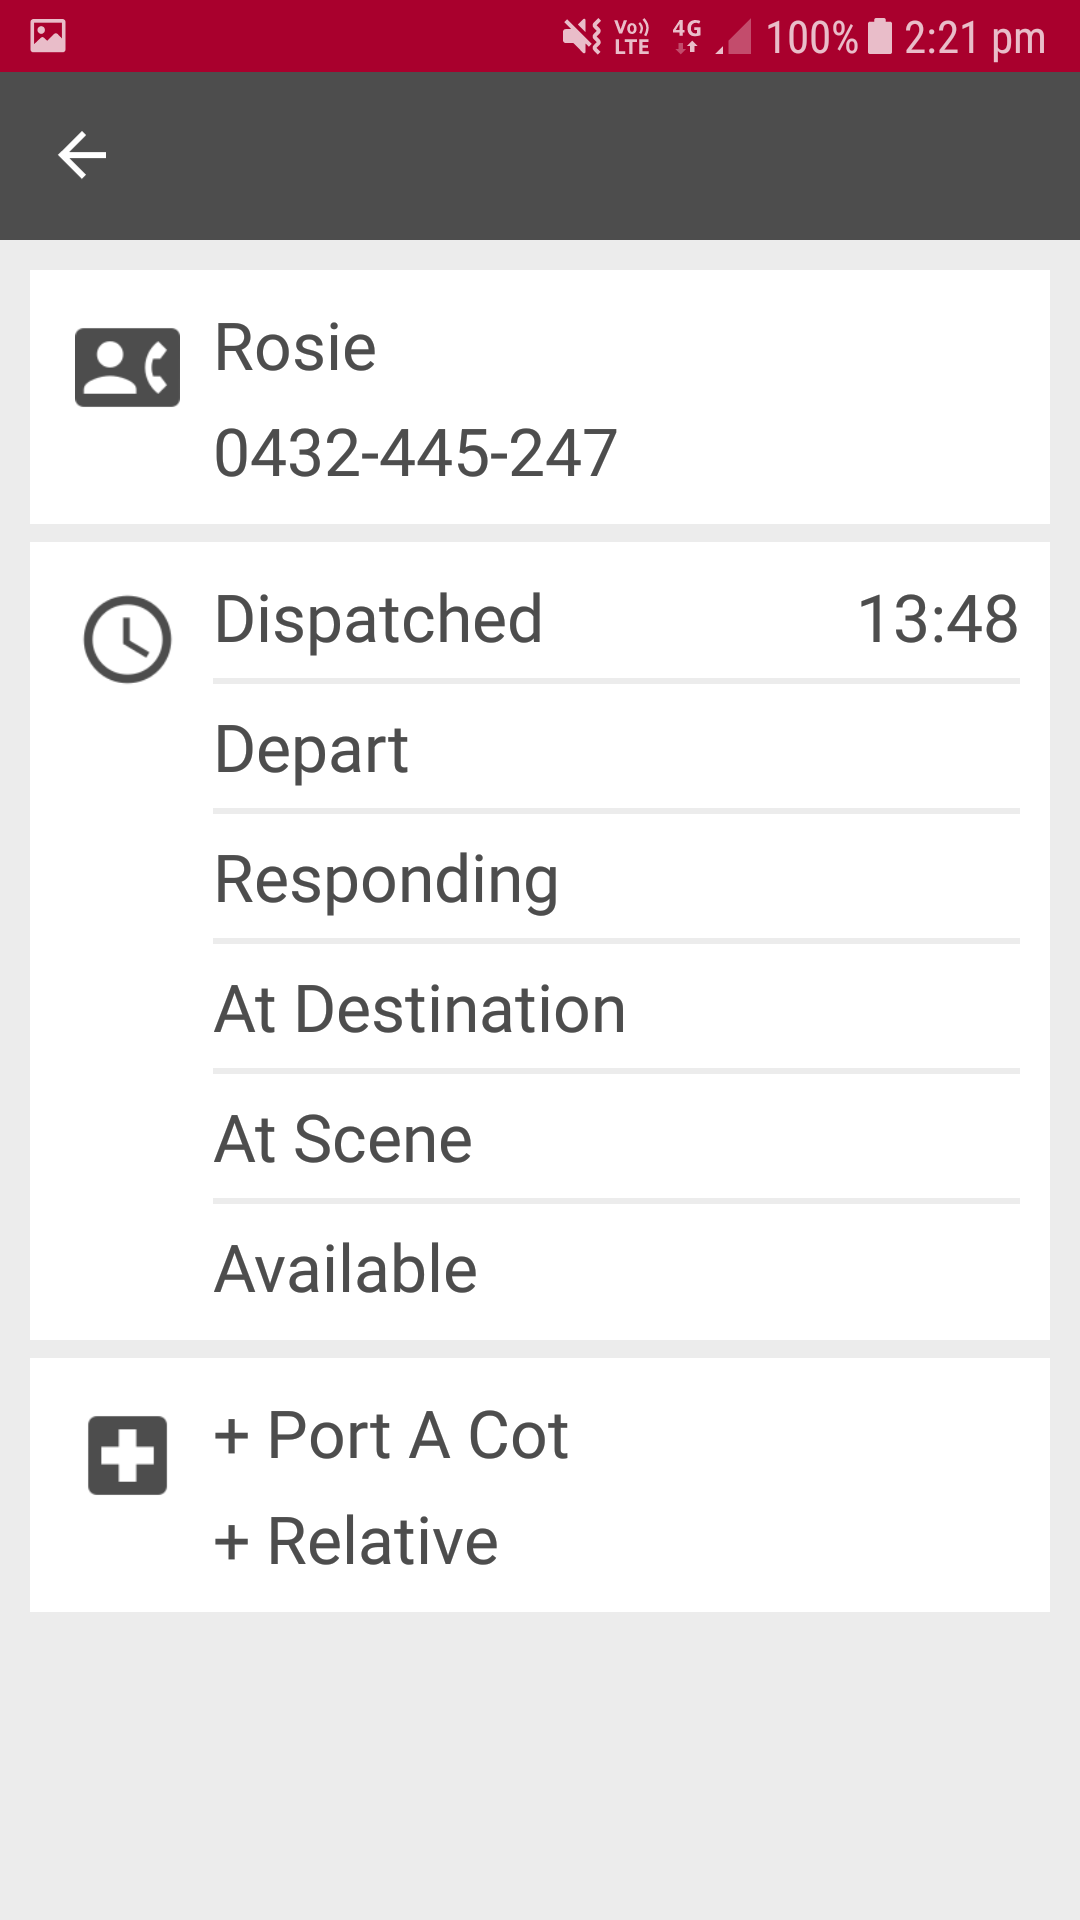 Vo)) LTE 4G 100% 2:21 pm
Rosie
0432-445-247
Dispatched 13:48
Depart
Responding
At Destination
At Scene
Available
+ Port A Cot
+ Relative